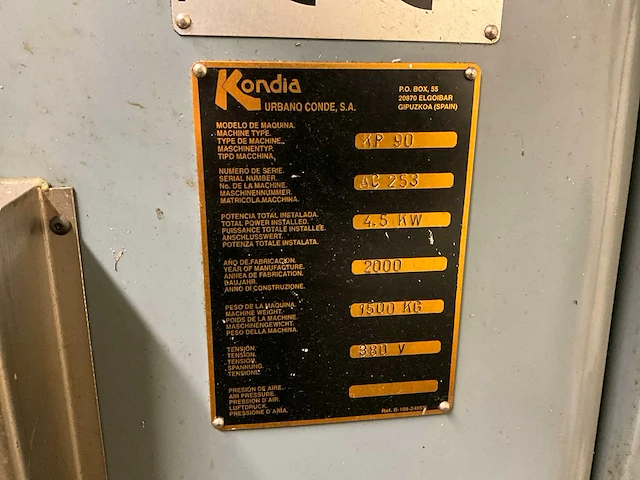 Kondia
URBANO CONDE, S.A.
P.O. BOX, 55
20870 ELGOIBAR
GIPUZKOA (SPAIN)
MODELO DE MAQUINA.
MACHINE TYPE.
TYPE DE MACHINE.
MASCHINENTYP.
TIPO MACCHINA.
KP 90
NUMERO DE SERIE.
SERIAL NUMBER.
No. DE LA MACHINE.
MASCHINENNUMMER.
MATRICOLA MACCHINA.
AC 253
POTENCIA TOTAL INSTALADA.
TOTAL POWER INSTALLED.
PUISSANCE TOTALE INSTALLEE.
ANSCHLUSSWERT.
POTENZA TOTALE INSTALATA.
4.5 KW
AÑO DE FABRICACION.
YEAR OF MANUFACTURE.
ANNEA DE FABRICATION.
BAUJAHR.
ANNO DI CONSTRUZIONE.
2000
PESO DE LA MAQUINA.
MACHINE WEIGHT.
POIDS DE LA MACHINE.
MASCHINENGEWICHT.
PESO DELLA MACHINA.
1500 KG
TENSIÓN.
TENSION.
TENSION.
SPANNUNG.
TENSIONE.
380 V
PRESIÓN DE AIRE.
AIR PRESSURE.
PRESSION D'AIR.
LUFTDRUCK.
PRESSIONE D'ARIA.